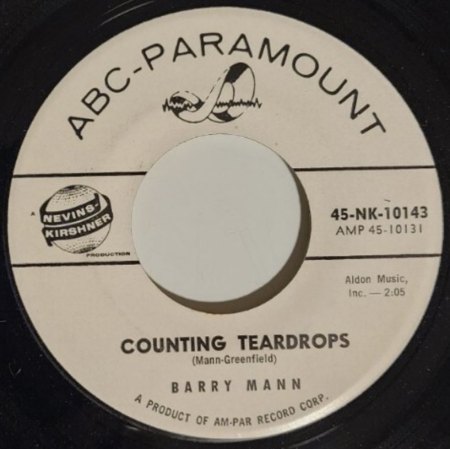 ABC-PARAMOUNT
A
NEVINS-
KIRSHNER
PRODUCTION
45-NK-10143
AMP 45-10131
Aldon Music,
Inc. — 2:05
COUNTING TEARDROPS
(Mann-Greenfield)
BARRY MANN
A PRODUCT OF AM-PAR RECORD CORP.